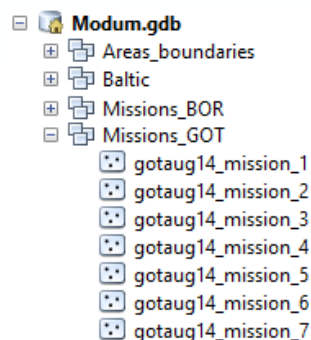 Modum.gdb
Areas_boundaries
Baltic
Missions_BOR
Missions_GOT
gotaug14_mission_1
gotaug14_mission_2
gotaug14_mission_3
gotaug14_mission_4
gotaug14_mission_5
gotaug14_mission_6
gotaug14_mission_7